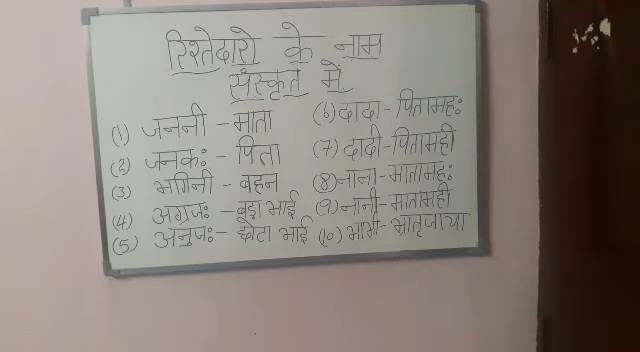 रिश्तेदारो के नाम
संस्कृत में
(1) जननी - माता
(2) जनकः - पिता
(3) भगिनी - बहन
(4) अग्रजः - बड़ा भाई
(5) अनुजः - छोटा भाई
(6) दादा - पितामहः
(7) दादी - पितामही
(8) नाना - मातामहः
(9) नानी - मातामही
(10) भाभी - भ्रातृजाया